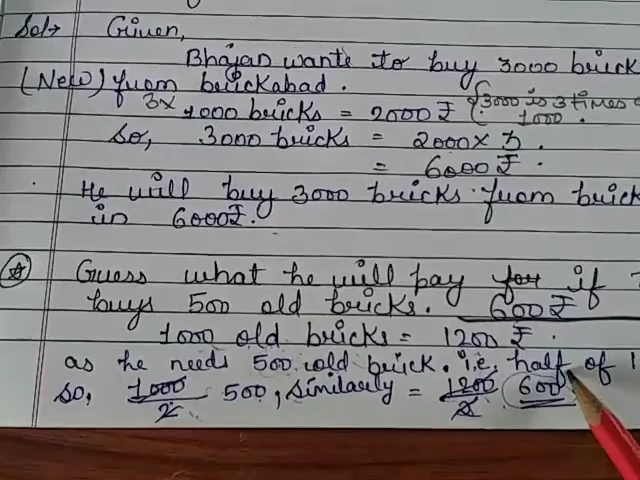 Sol→ Given,
Bhajan wants to buy 3000 brick
(New) from brickabad.
3x 1000 bricks = 2000₹ {3000 is 3 times of 1000.
So, 3000 bricks = 2000 x 3.
= 6000₹.
He will buy 3000 bricks from brick
in 6000₹.
Guess what he will pay for if
buys 500 old bricks. 600₹
1000 old bricks = 1200₹.
as he needs 500 old brick. i.e. half of 1
so, 1000/2 500, similarly = 1200/2 600